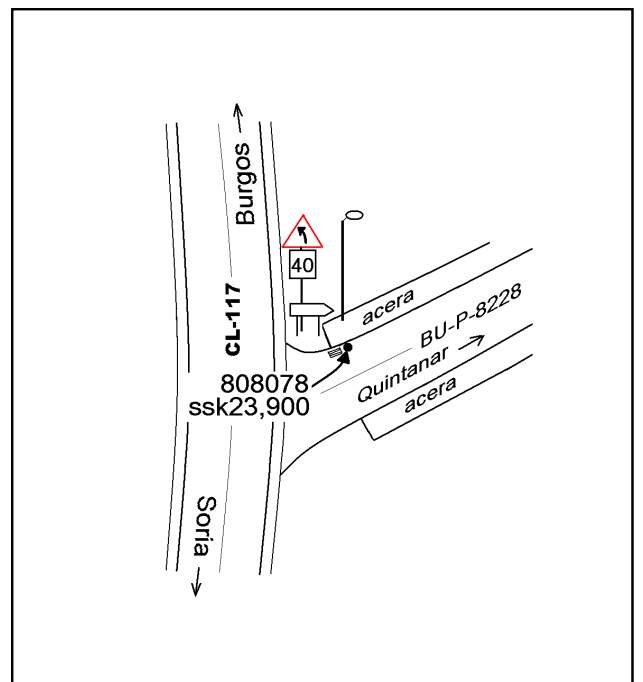 Burgos
40
CL-117
acera
BU-P-8228
Quintanar
acera
808078
ssk23,900
Soria